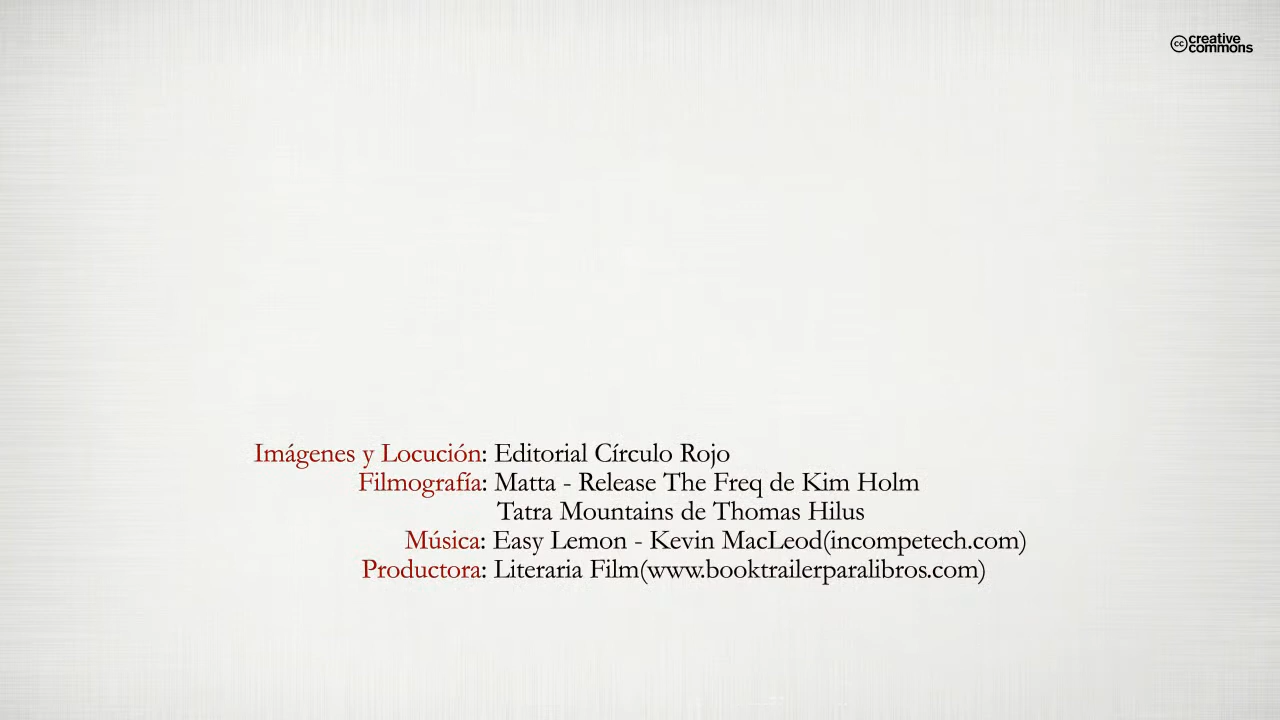 creative
commons
Imágenes y Locución: Editorial Círculo Rojo
Filmografía: Matta - Release The Freq de Kim Holm
Tatra Mountains de Thomas Hilus
Música: Easy Lemon - Kevin MacLeod(incompetech.com)
Productora: Literaria Film(www.booktrailerparalibros.com)